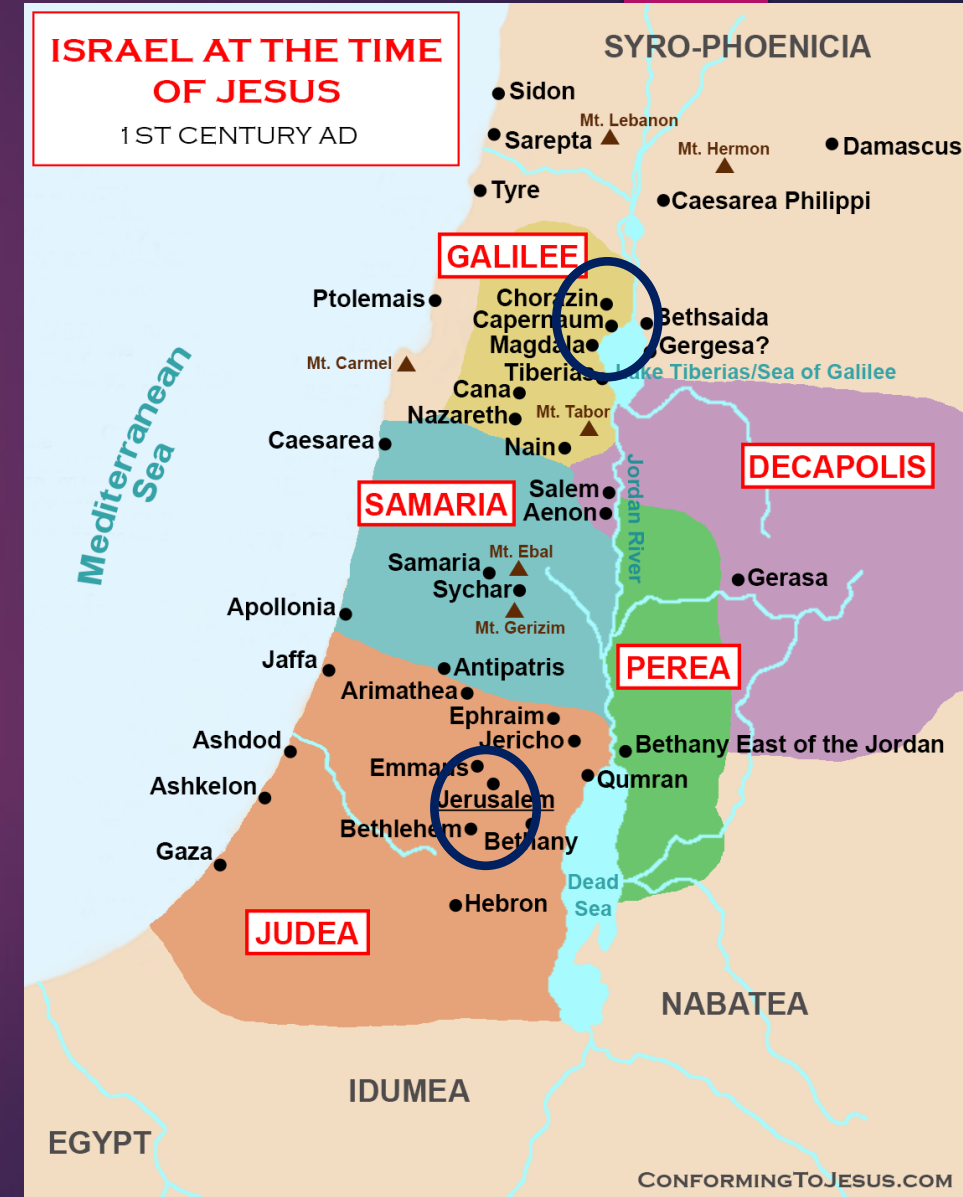 ISRAEL AT THE TIME
OF JESUS
1ST CENTURY AD
SYRO-PHOENICIA
Sidon
Mt. Lebanon
Sarepta
Mt. Hermon
Damascus
Tyre
Caesarea Philippi
GALILEE
Ptolemais
Chorazin
Capernaum
Bethsaida
Magdala
Gergesa?
Mt. Carmel
Tiberias
Lake Tiberias/Sea of Galilee
Cana
Nazareth
Mt. Tabor
Caesarea
Nain
Mediterranean
Sea
DECAPOLIS
Jordan River
SAMARIA
Salem
Aenon
Mt. Ebal
Samaria
Sychar
Gerasa
Apollonia
Mt. Gerizim
Jaffa
Antipatris
PEREA
Arimathea
Ephraim
Jericho
Ashdod
Bethany East of the Jordan
Emmaus
Qumran
Ashkelon
Jerusalem
Bethlehem
Bethany
Gaza
Dead
Sea
Hebron
JUDEA
NABATEA
IDUMEA
EGYPT
CONFORMINGTOJESUS.COM